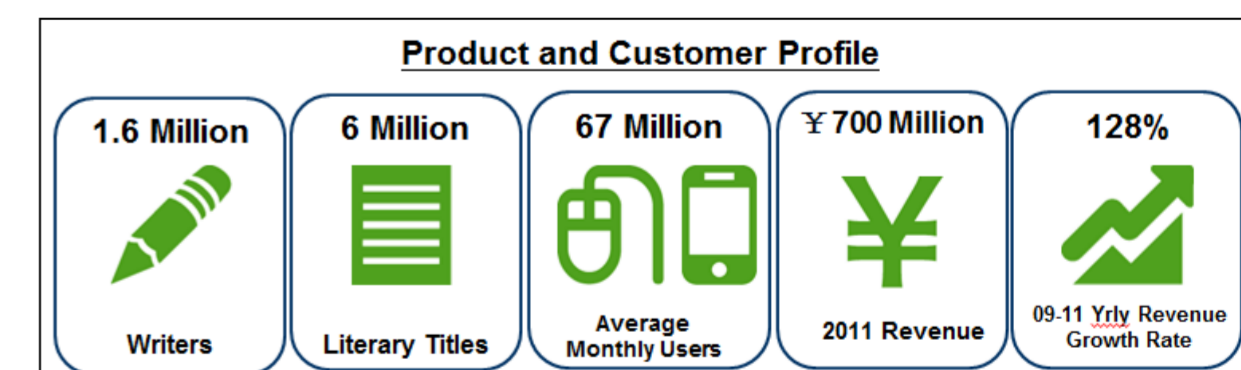 Product and Customer Profile
1.6 Million
Writers
6 Million
Literary Titles
67 Million
Average
Monthly Users
¥700 Million
¥
2011 Revenue
128%
09-11 Yrly Revenue
Growth Rate